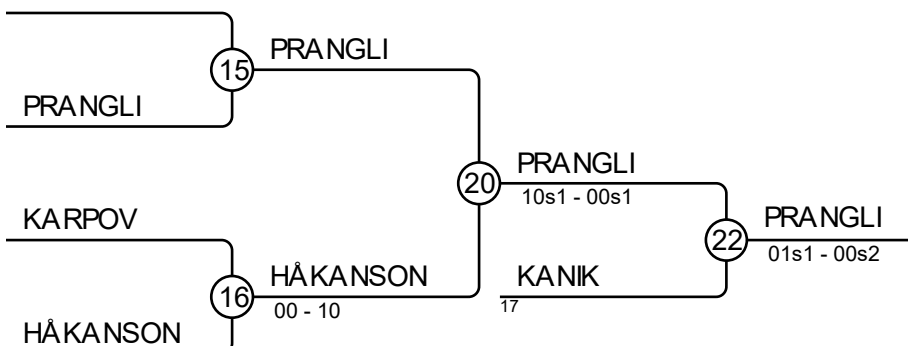 PRANGLI
15
PRANGLI
PRANGLI
20
10s1 - 00s1
KARPOV
PRANGLI
22
01s1 - 00s2
HÅKANSON
16
00 - 10
KANIK
17
HÅKANSON